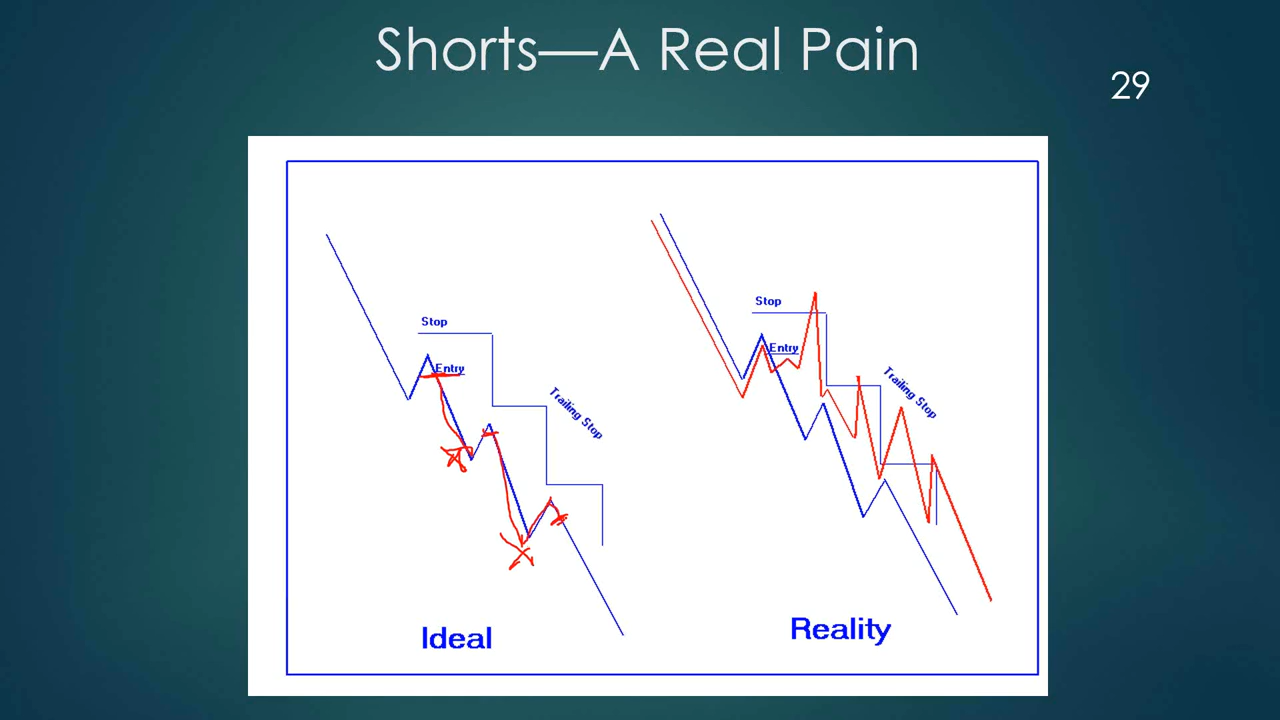 Shorts—A Real Pain
29
Stop
Entry
Trailing Stop
Ideal
Stop
Entry
Trailing Stop
Reality